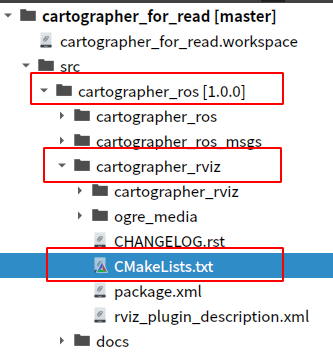 cartographer_for_read [master]
cartographer_for_read.workspace
src
cartographer_ros [1.0.0]
cartographer_ros
cartographer_ros_msgs
cartographer_rviz
cartographer_rviz
ogre_media
CHANGELOG.rst
CMakeLists.txt
package.xml
rviz_plugin_description.xml
docs